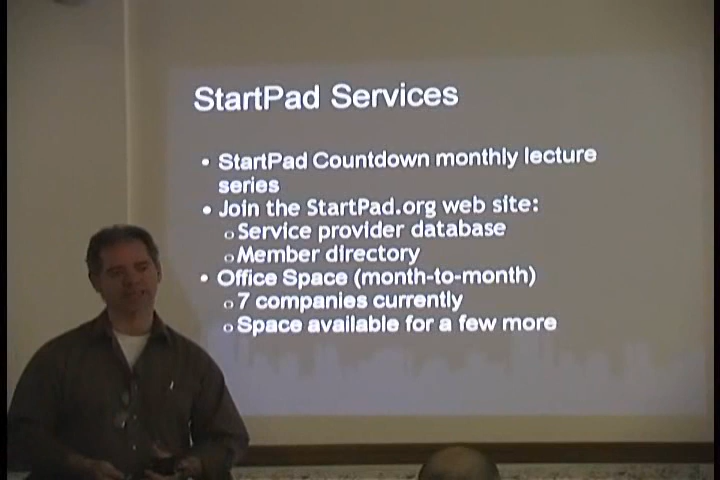 StartPad Services
• StartPad Countdown monthly lecture
series
• Join the StartPad.org web site:
o Service provider database
o Member directory
• Office Space (month-to-month)
o 7 companies currently
o Space available for a few more